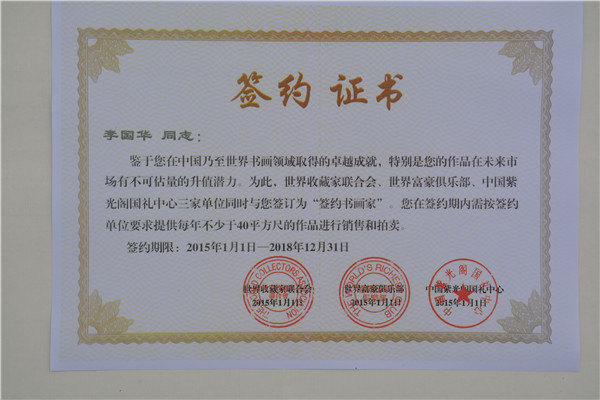 签约 证书
李国华 同志：
鉴于您在中国乃至世界书画领域取得的卓越成就，特别是您的作品在未来市
场有不可估量的升值潜力。为此，世界收藏家联合会、世界富豪俱乐部、中国紫
光阁国礼中心三家单位同时与您签订为“签约书画家”。您在签约期内需按签约
单位要求提供每年不少于40平方尺的作品进行销售和拍卖。
签约期限：2015年1月1日—2018年12月31日
世界收藏家联合会 世界富豪俱乐部 中国紫光阁国礼中心
2015年1月1日 2015年1月1日 2015年1月1日